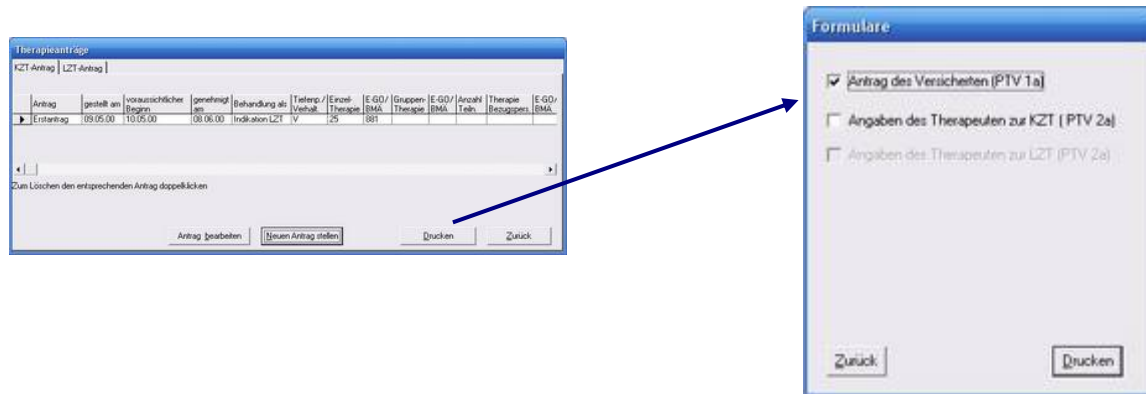 Therapieanträge
KZT-Antrag LZT-Antrag
Antrag gestellt am voraussichtlicher Beginn genehmigt am Behandlung als Tiefenp./ Verhalt. Einzel- Therapie E-GO/ BMÄ Gruppen- Therapie E-GO/ BMÄ Anzahl Teiln. Therapie Bezugspers. E-GO/ BMÄ
Erstantrag 09.05.00 10.05.00 08.06.00 Indikation LZT V 25 881
Zum Löschen den entsprechenden Antrag doppelklicken
Antrag bearbeiten Neuen Antrag stellen Drucken Zurück
Formulare
Antrag des Versicherten (PTV 1a)
Angaben des Therapeuten zur KZT ( PTV 2a)
Angaben des Therapeuten zur LZT (PTV 2a)
Zurück Drucken